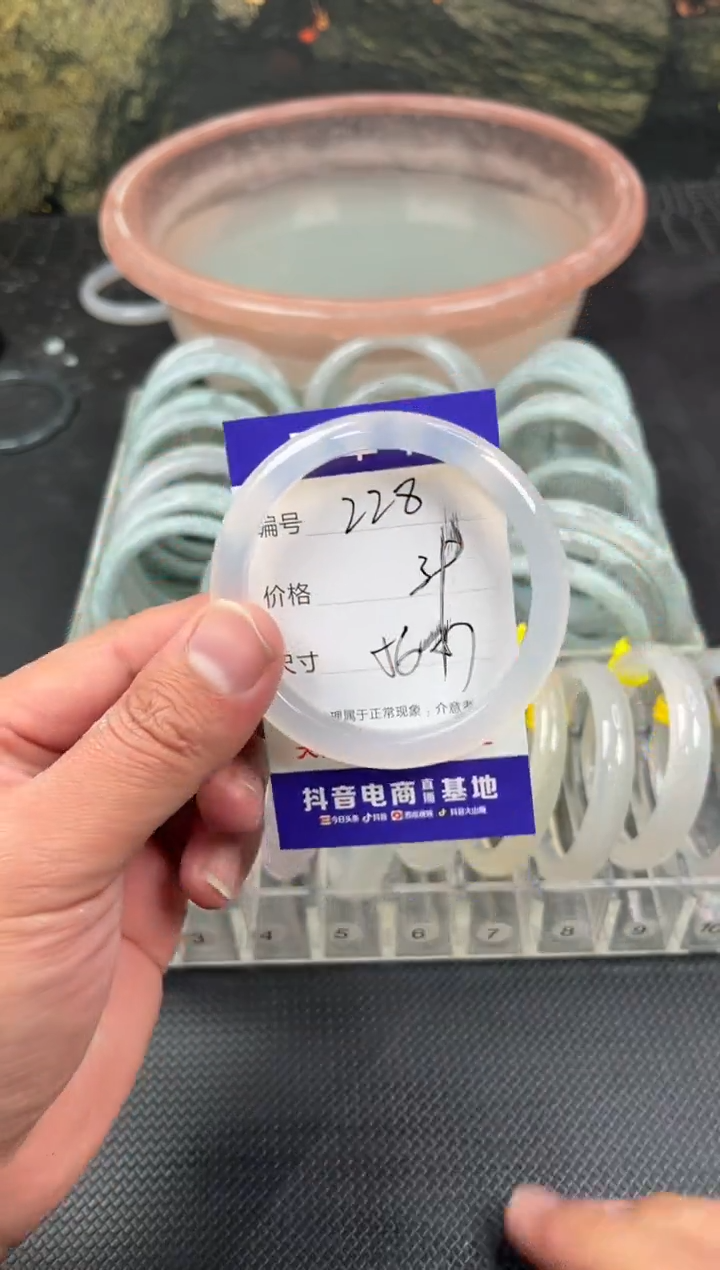 编号 228
价格
尺寸
理属于正常现象，介意者
抖音电商直播基地
今日头条 抖音 西瓜视频 抖音火山版
3
4
5
6
7
8
9
10